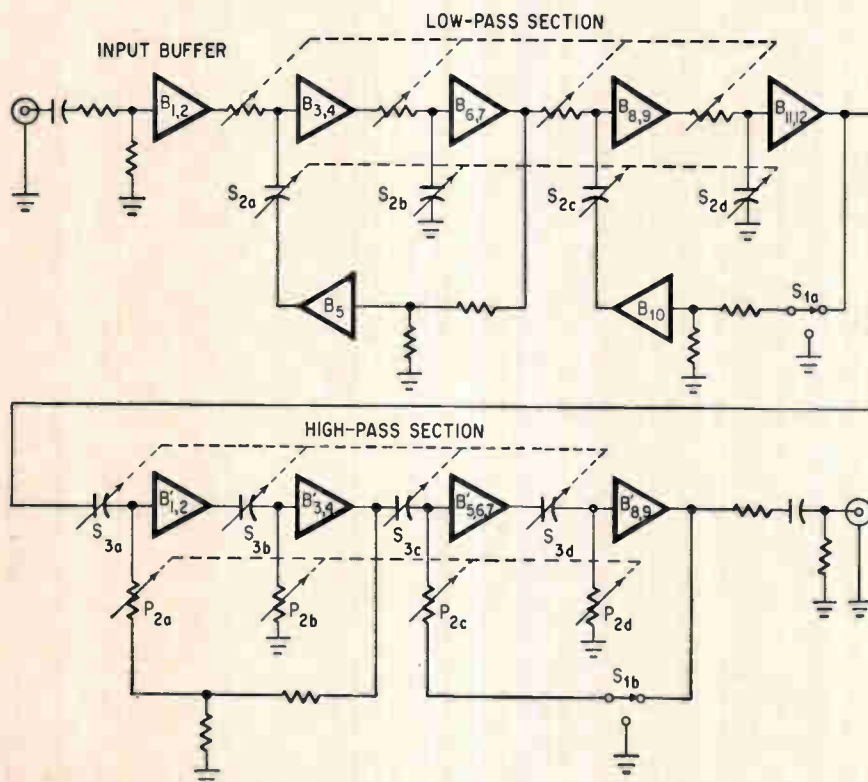 LOW-PASS SECTION
INPUT BUFFER
B1,2
B3,4
B6,7
B8,9
B11,12
S2a
S2b
S2c
S2d
B5
B10
S1a
HIGH-PASS SECTION
B'1,2
B'3,4
B'5,6,7
B'8,9
S3a
S3b
S3c
S3d
P2a
P2b
P2c
P2d
S1b